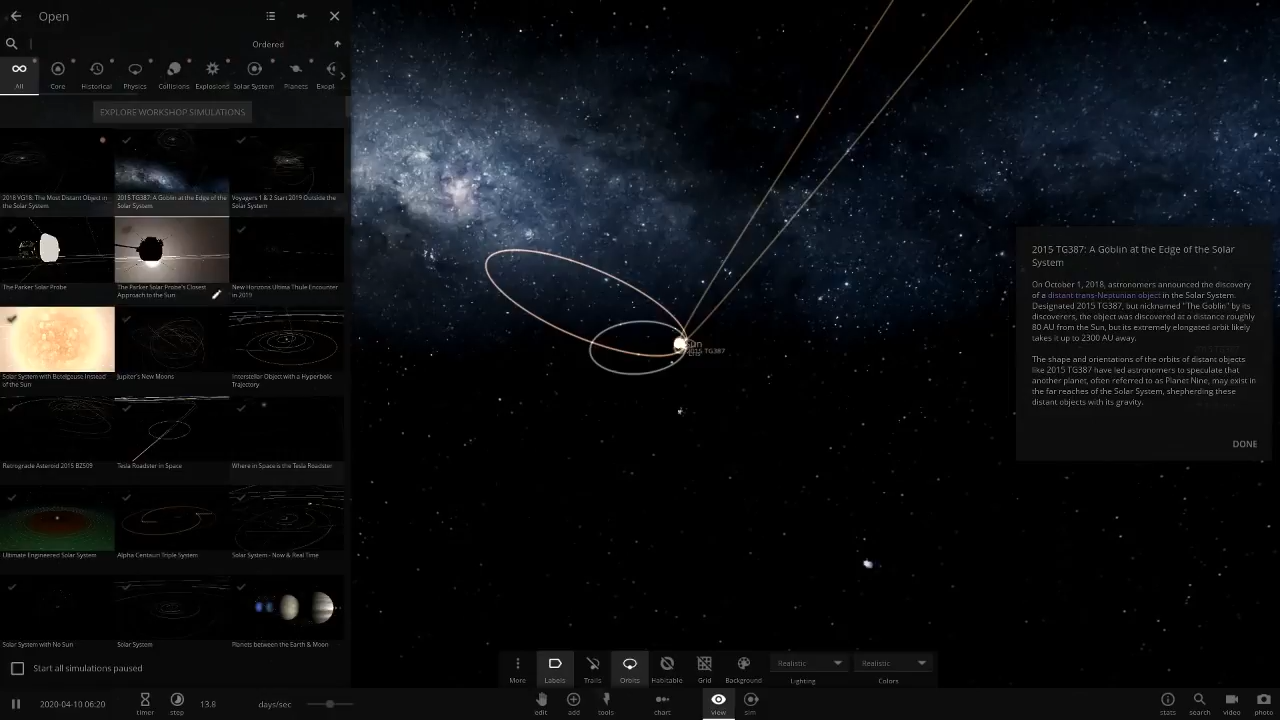 Open
Ordered
All
Core
Historical
Physics
Collisions
Explosions
Solar System
Planets
EXPLORE WORKSHOP SIMULATIONS
2018 VG18: The Most Distant Object in
the Solar System
2015 TG387: A Goblin at the Edge of the
Solar System
Voyagers 1 & 2 Start 2019 Outside the
Solar System
The Parker Solar Probe
The Parker Solar Probe's Closest
Approach to the Sun
New Horizons Ultima Thule Encounter
in 2019
Solar System with Betelgeuse Instead
of the Sun
Jupiter's New Moons
Interstellar Object with a Hyperbolic
Trajectory
Retrograde Asteroid 2015 BZ509
Tesla Roadster in Space
Where in Space is the Tesla Roadster
Ultimate Engineered Solar System
Alpha Centauri Triple System
Solar System - Now & Real Time
Solar System with No Sun
Solar System
Planets between the Earth & Moon
Start all simulations paused
Sun
2015 TG387
2015 TG387: A Goblin at the Edge of the Solar
System
On October 1, 2018, astronomers announced the discovery
of a distant trans-Neptunian object in the Solar System.
Designated 2015 TG387, but nicknamed "The Goblin" by its
discoverers, the object was discovered at a distance roughly
80 AU from the Sun, but its extremely elongated orbit likely
takes it up to 2300 AU away.
The shape and orientations of the orbits of distant objects
like 2015 TG387 have led astronomers to speculate that
another planet, often referred to as Planet Nine, may exist in
the far reaches of the Solar System, shepherding these
distant objects with its gravity.
DONE
More
Labels
Trails
Orbits
Habitable
Grid
Background
Realistic
Lighting
Realistic
Colors
2020-04-10 06:20
timer
step
13.8
days/sec
edit
add
tools
chart
view
sim
stats
search
video
photo